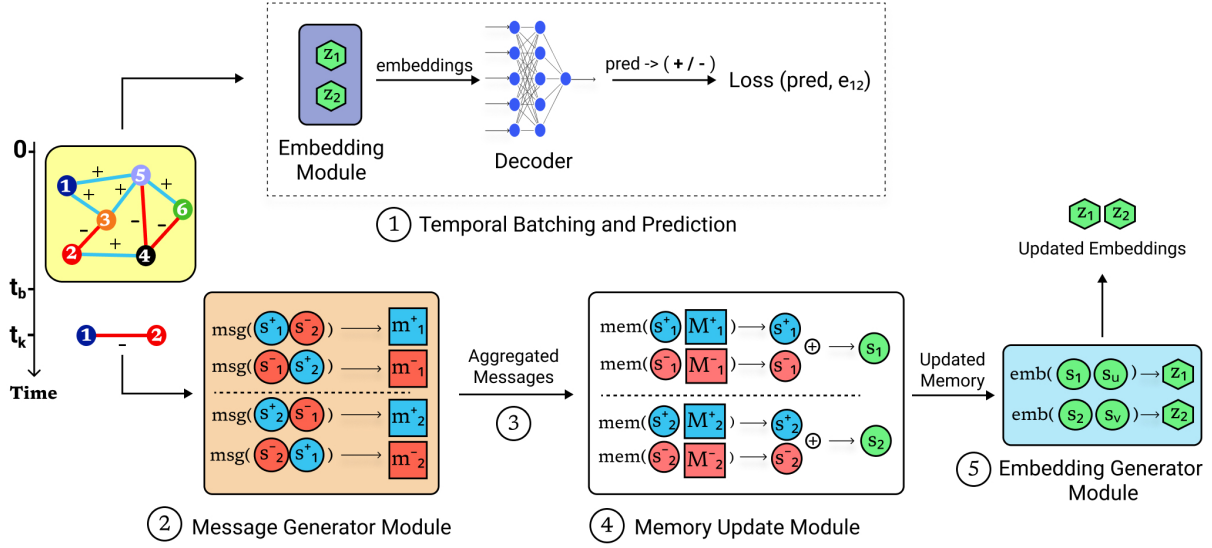 z₁
z₂
Embedding
Module
embeddings
Decoder
pred -> ( + / - )
Loss (pred, e₁₂)
1 Temporal Batching and Prediction
0
t_b
t_k
Time
1 + 5 + 6
+ + 3 - -
- 2 + 4
1 - 2
msg( s⁺₁ s⁻₂ ) m⁺₁
msg( s⁻₁ s⁺₂ ) m⁻₁
msg( s⁺₂ s⁻₁ ) m⁺₂
msg( s⁻₂ s⁺₁ ) m⁻₂
2 Message Generator Module
Aggregated
Messages
3
mem( s⁺₁ M⁺₁ ) s⁺₁
mem( s⁻₁ M⁻₁ ) s⁻₁
⊕ s₁
mem( s⁺₂ M⁺₂ ) s⁺₂
mem( s⁻₂ M⁻₂ ) s⁻₂
⊕ s₂
4 Memory Update Module
Updated
Memory
z₁ z₂
Updated Embeddings
emb( s₁ s_u ) z₁
emb( s₂ s_v ) z₂
5 Embedding Generator
Module